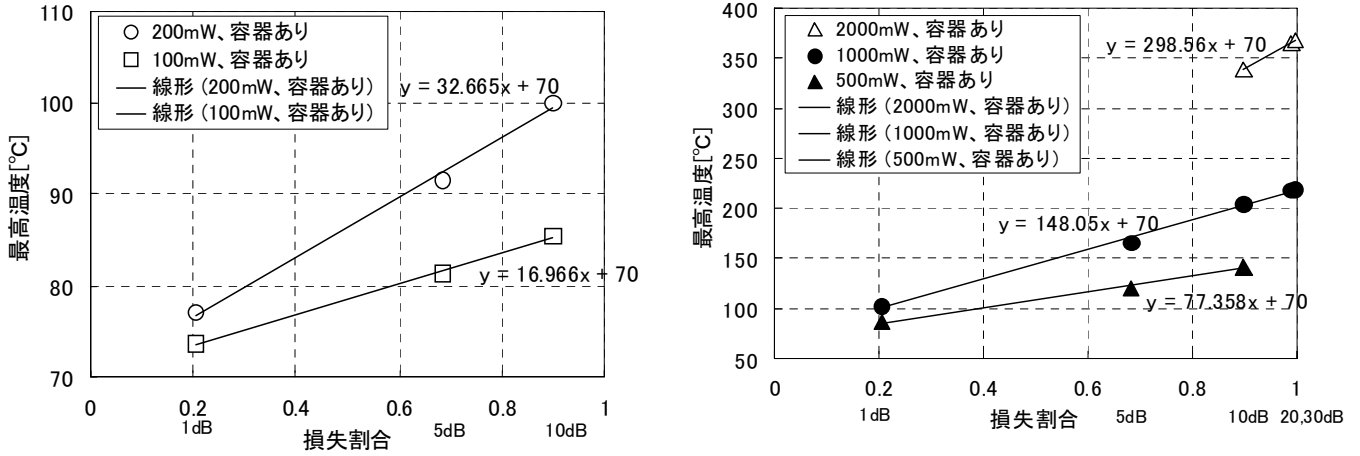 110
100
90
80
70
200mW、容器あり
100mW、容器あり
線形 (200mW、容器あり)
線形 (100mW、容器あり)
y = 32.665x + 70
y = 16.966x + 70
最高温度[℃]
0
0.2
0.4
0.6
0.8
1
1dB
5dB
10dB
損失割合
400
350
300
250
200
150
100
50
2000mW、容器あり
1000mW、容器あり
500mW、容器あり
線形 (2000mW、容器あり)
線形 (1000mW、容器あり)
線形 (500mW、容器あり)
y = 298.56x + 70
y = 148.05x + 70
y = 77.358x + 70
最高温度[℃]
0
0.2
0.4
0.6
0.8
1
1dB
5dB
10dB
20,30dB
損失割合